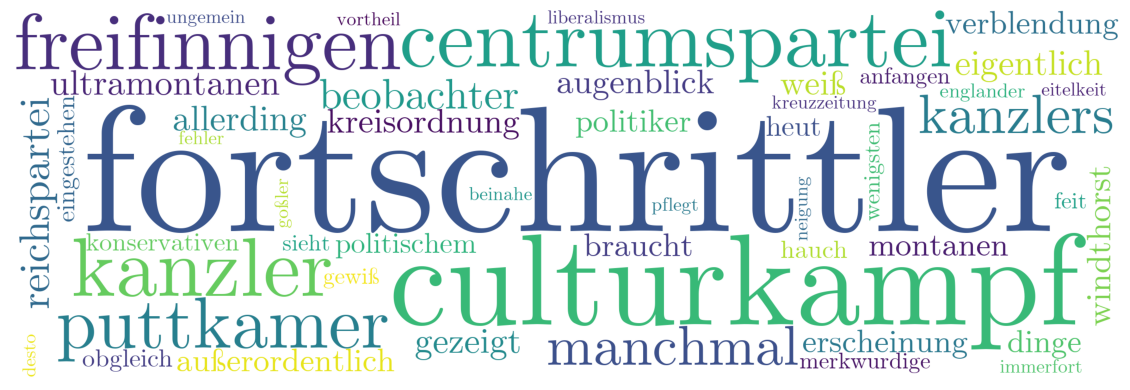 ungemein vortheil liberalismus
freifinnigen centrumspartei verblendung
ultramontanen augenblick weiß anfangen eigentlich
beobachter kreuzzeitung englander eitelkeit
reichspartei eingestehen allerding kreisordnung politiker heut kanzlers
fehler
fortschrittler
goßler beinahe pflegt neigung wenigsten feit windthorst
konservativen sieht politischem braucht hauch montanen
kanzler gewiß culturkampf
puttkamer gezeigt manchmal erscheinung dinge
desto obgleich außerordentlich merkwurdige immerfort